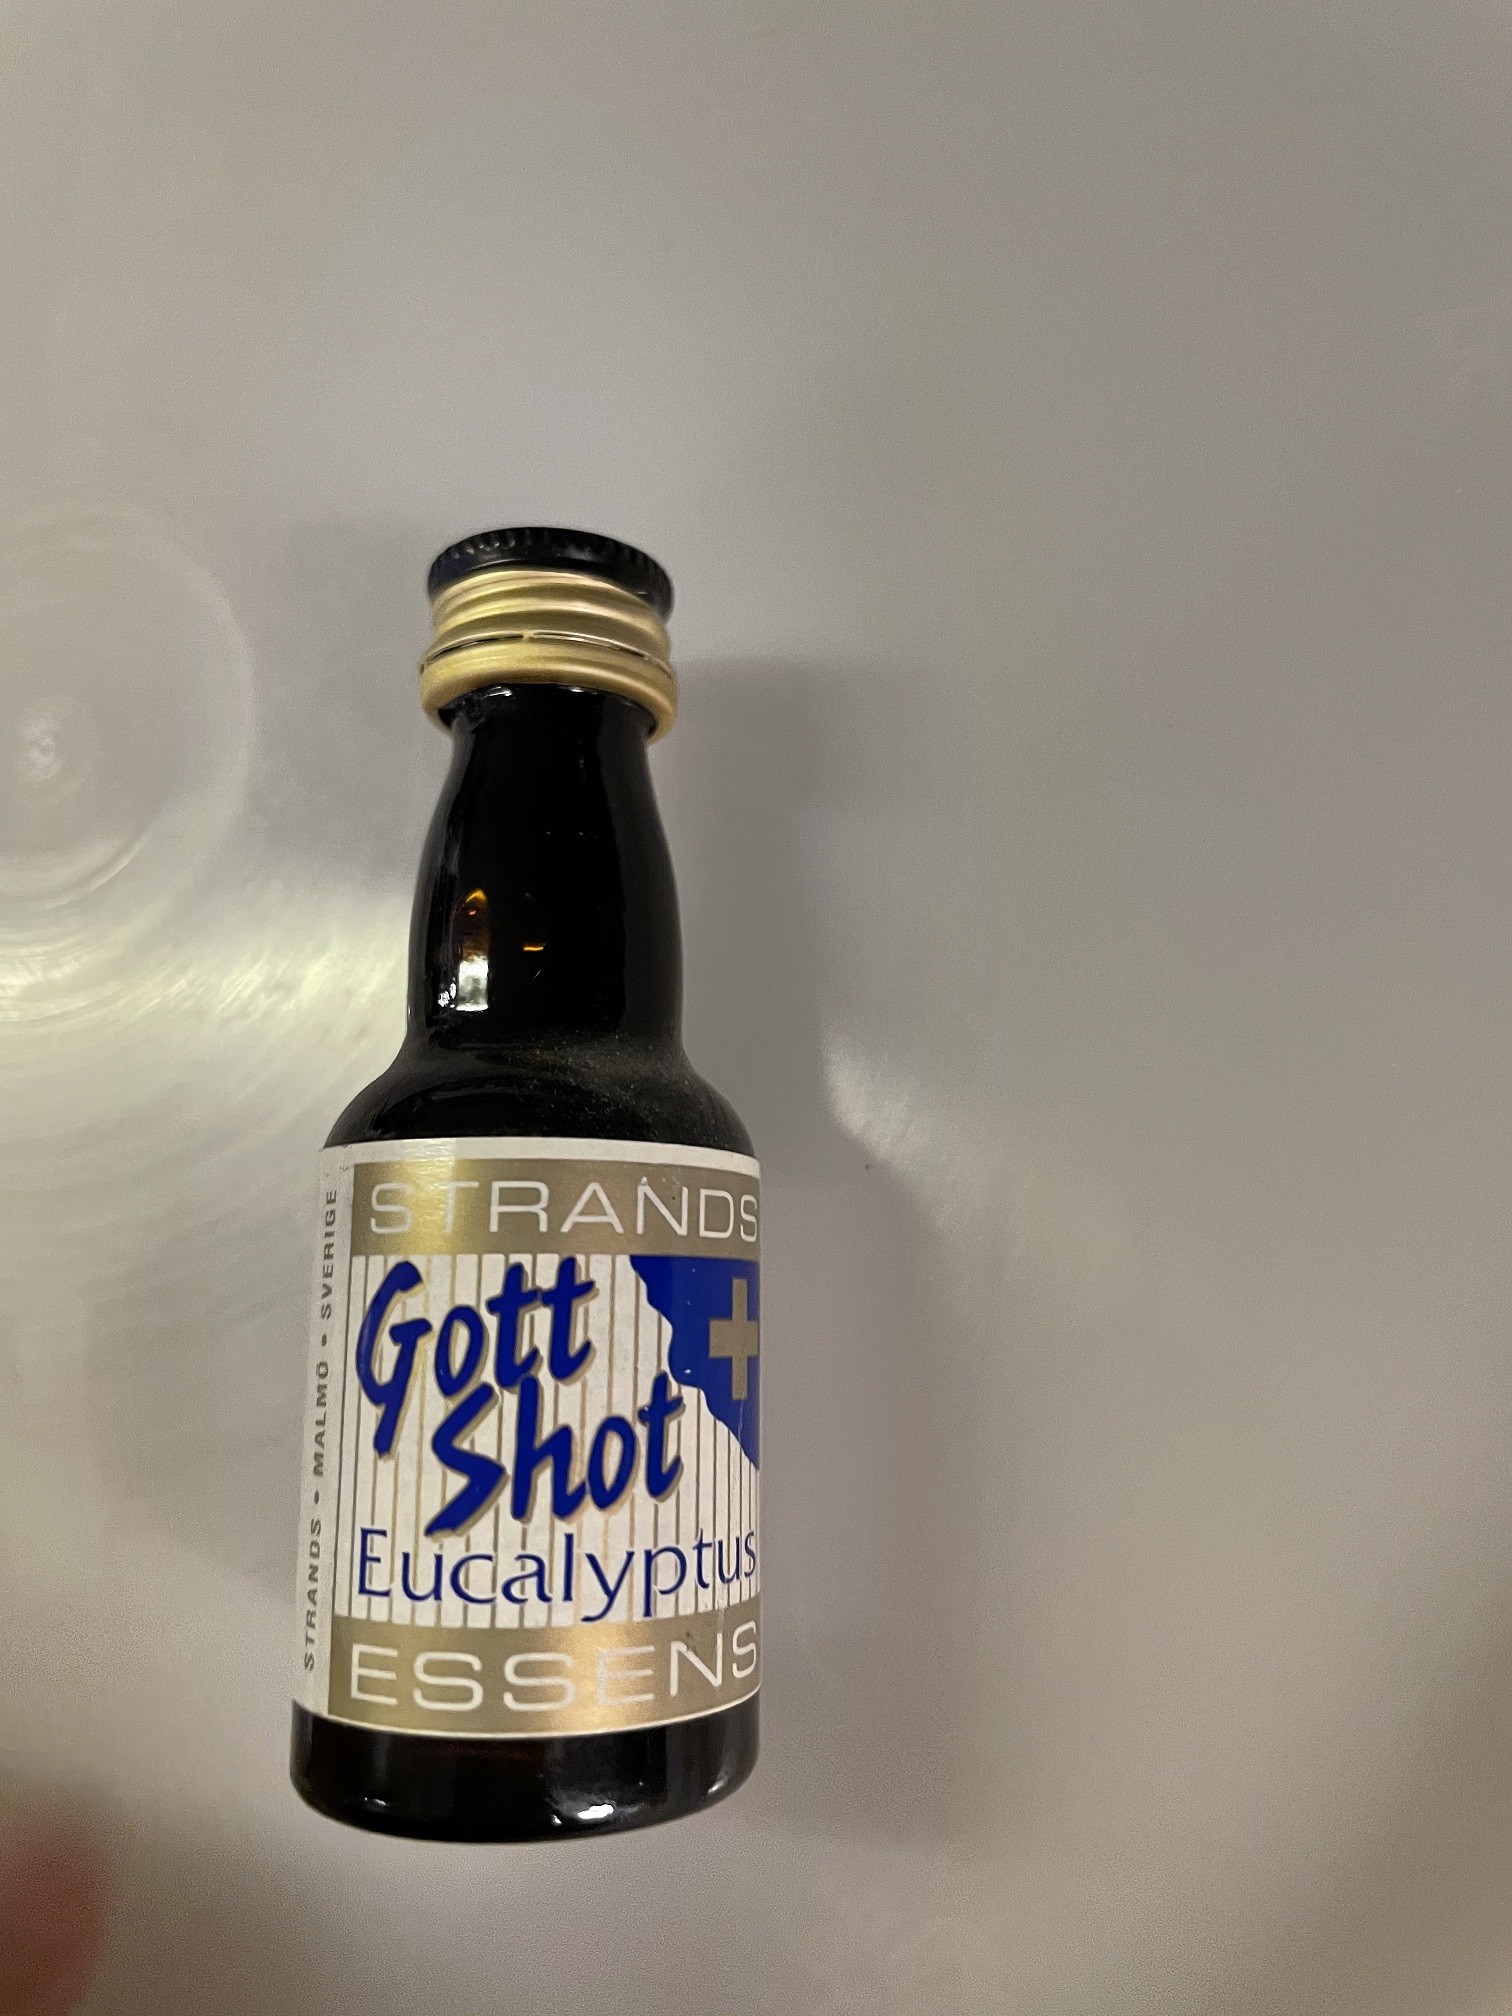 STRANDS
Gott
Shot
Eucalyptus
ESSENS
STRANDS • MALMÖ • SVERIGE